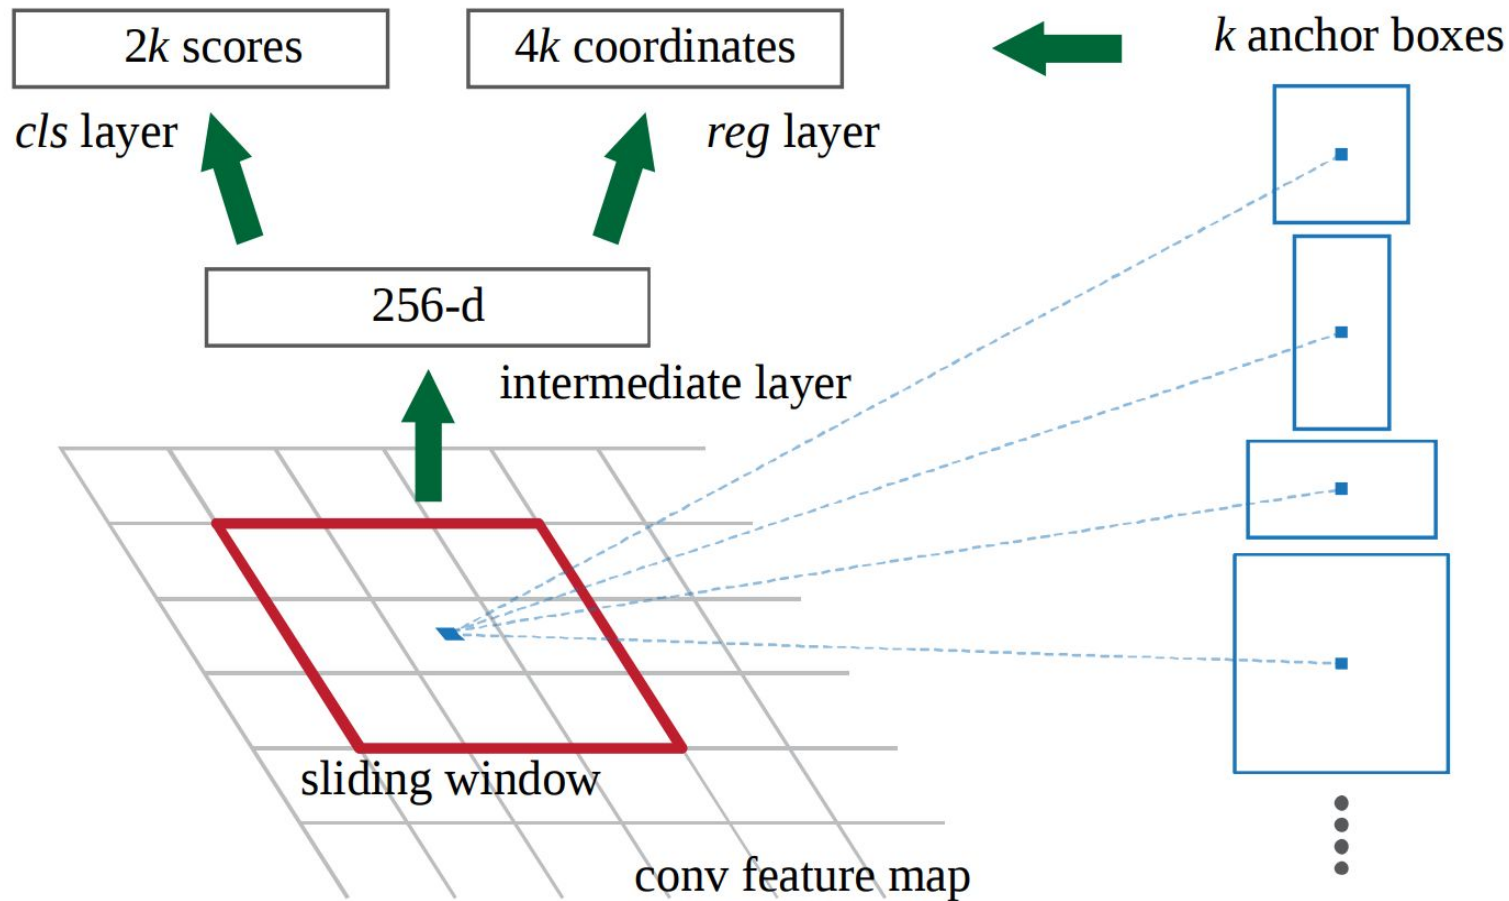 2k scores
4k coordinates
k anchor boxes
cls layer
reg layer
256-d
intermediate layer
sliding window
conv feature map